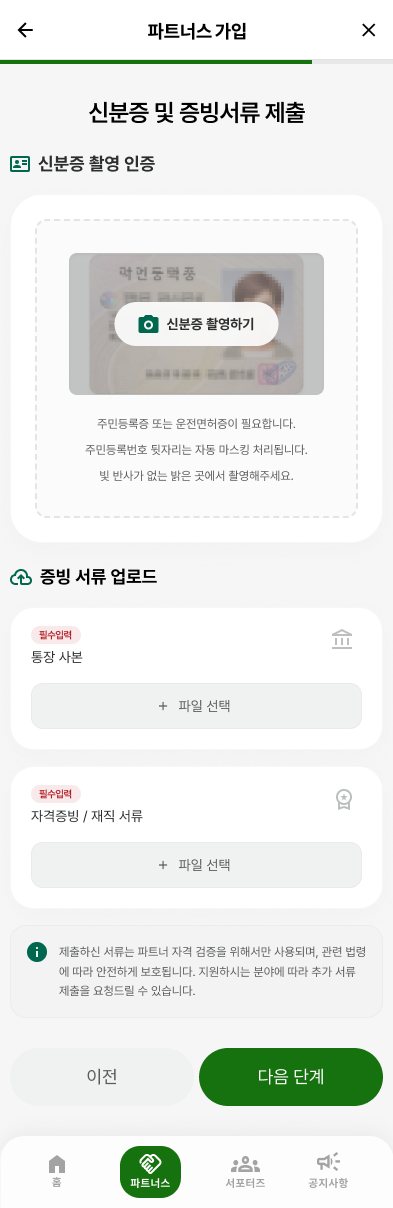 파트너스 가입
신분증 및 증빙서류 제출
신분증 촬영 인증
신분증 촬영하기
주민등록증 또는 운전면허증이 필요합니다.
주민등록번호 뒷자리는 자동 마스킹 처리됩니다.
빛 반사가 없는 밝은 곳에서 촬영해주세요.
증빙 서류 업로드
필수입력
통장 사본
+ 파일 선택
필수입력
자격증빙 / 재직 서류
+ 파일 선택
제출하신 서류는 파트너 자격 검증을 위해서만 사용되며, 관련 법령
에 따라 안전하게 보호됩니다. 지원하시는 분야에 따라 추가 서류
제출을 요청드릴 수 있습니다.
이전 다음 단계
홈 파트너스 서포터즈 공지사항